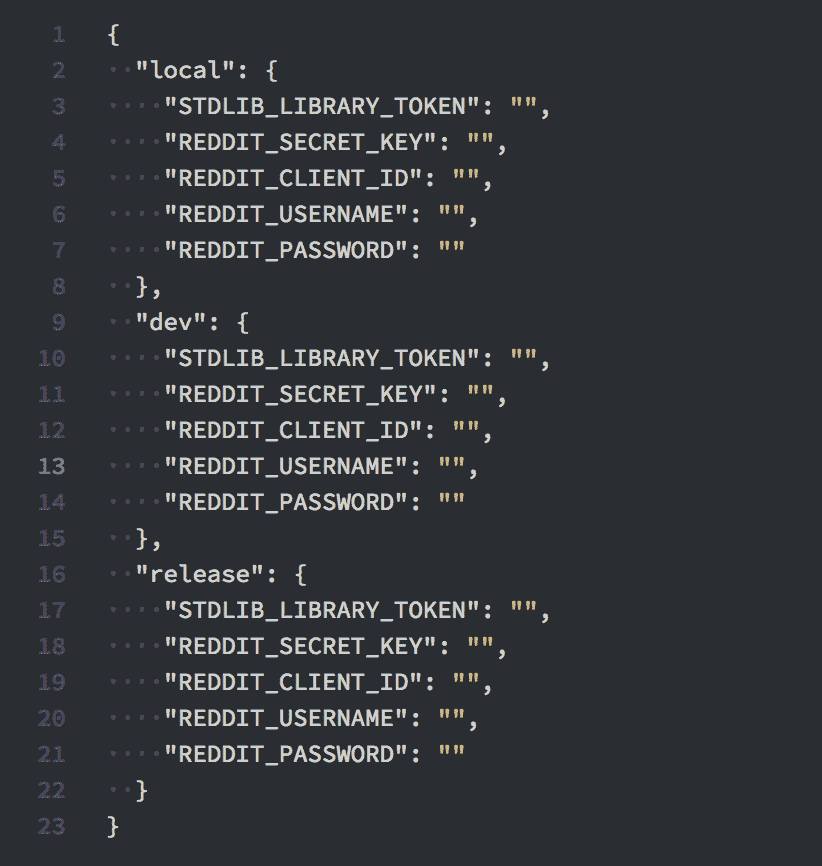 1 {
2   "local": {
3     "STDLIB_LIBRARY_TOKEN": "",
4     "REDDIT_SECRET_KEY": "",
5     "REDDIT_CLIENT_ID": "",
6     "REDDIT_USERNAME": "",
7     "REDDIT_PASSWORD": ""
8   },
9   "dev": {
10     "STDLIB_LIBRARY_TOKEN": "",
11     "REDDIT_SECRET_KEY": "",
12     "REDDIT_CLIENT_ID": "",
13     "REDDIT_USERNAME": "",
14     "REDDIT_PASSWORD": ""
15   },
16   "release": {
17     "STDLIB_LIBRARY_TOKEN": "",
18     "REDDIT_SECRET_KEY": "",
19     "REDDIT_CLIENT_ID": "",
20     "REDDIT_USERNAME": "",
21     "REDDIT_PASSWORD": ""
22   }
23 }